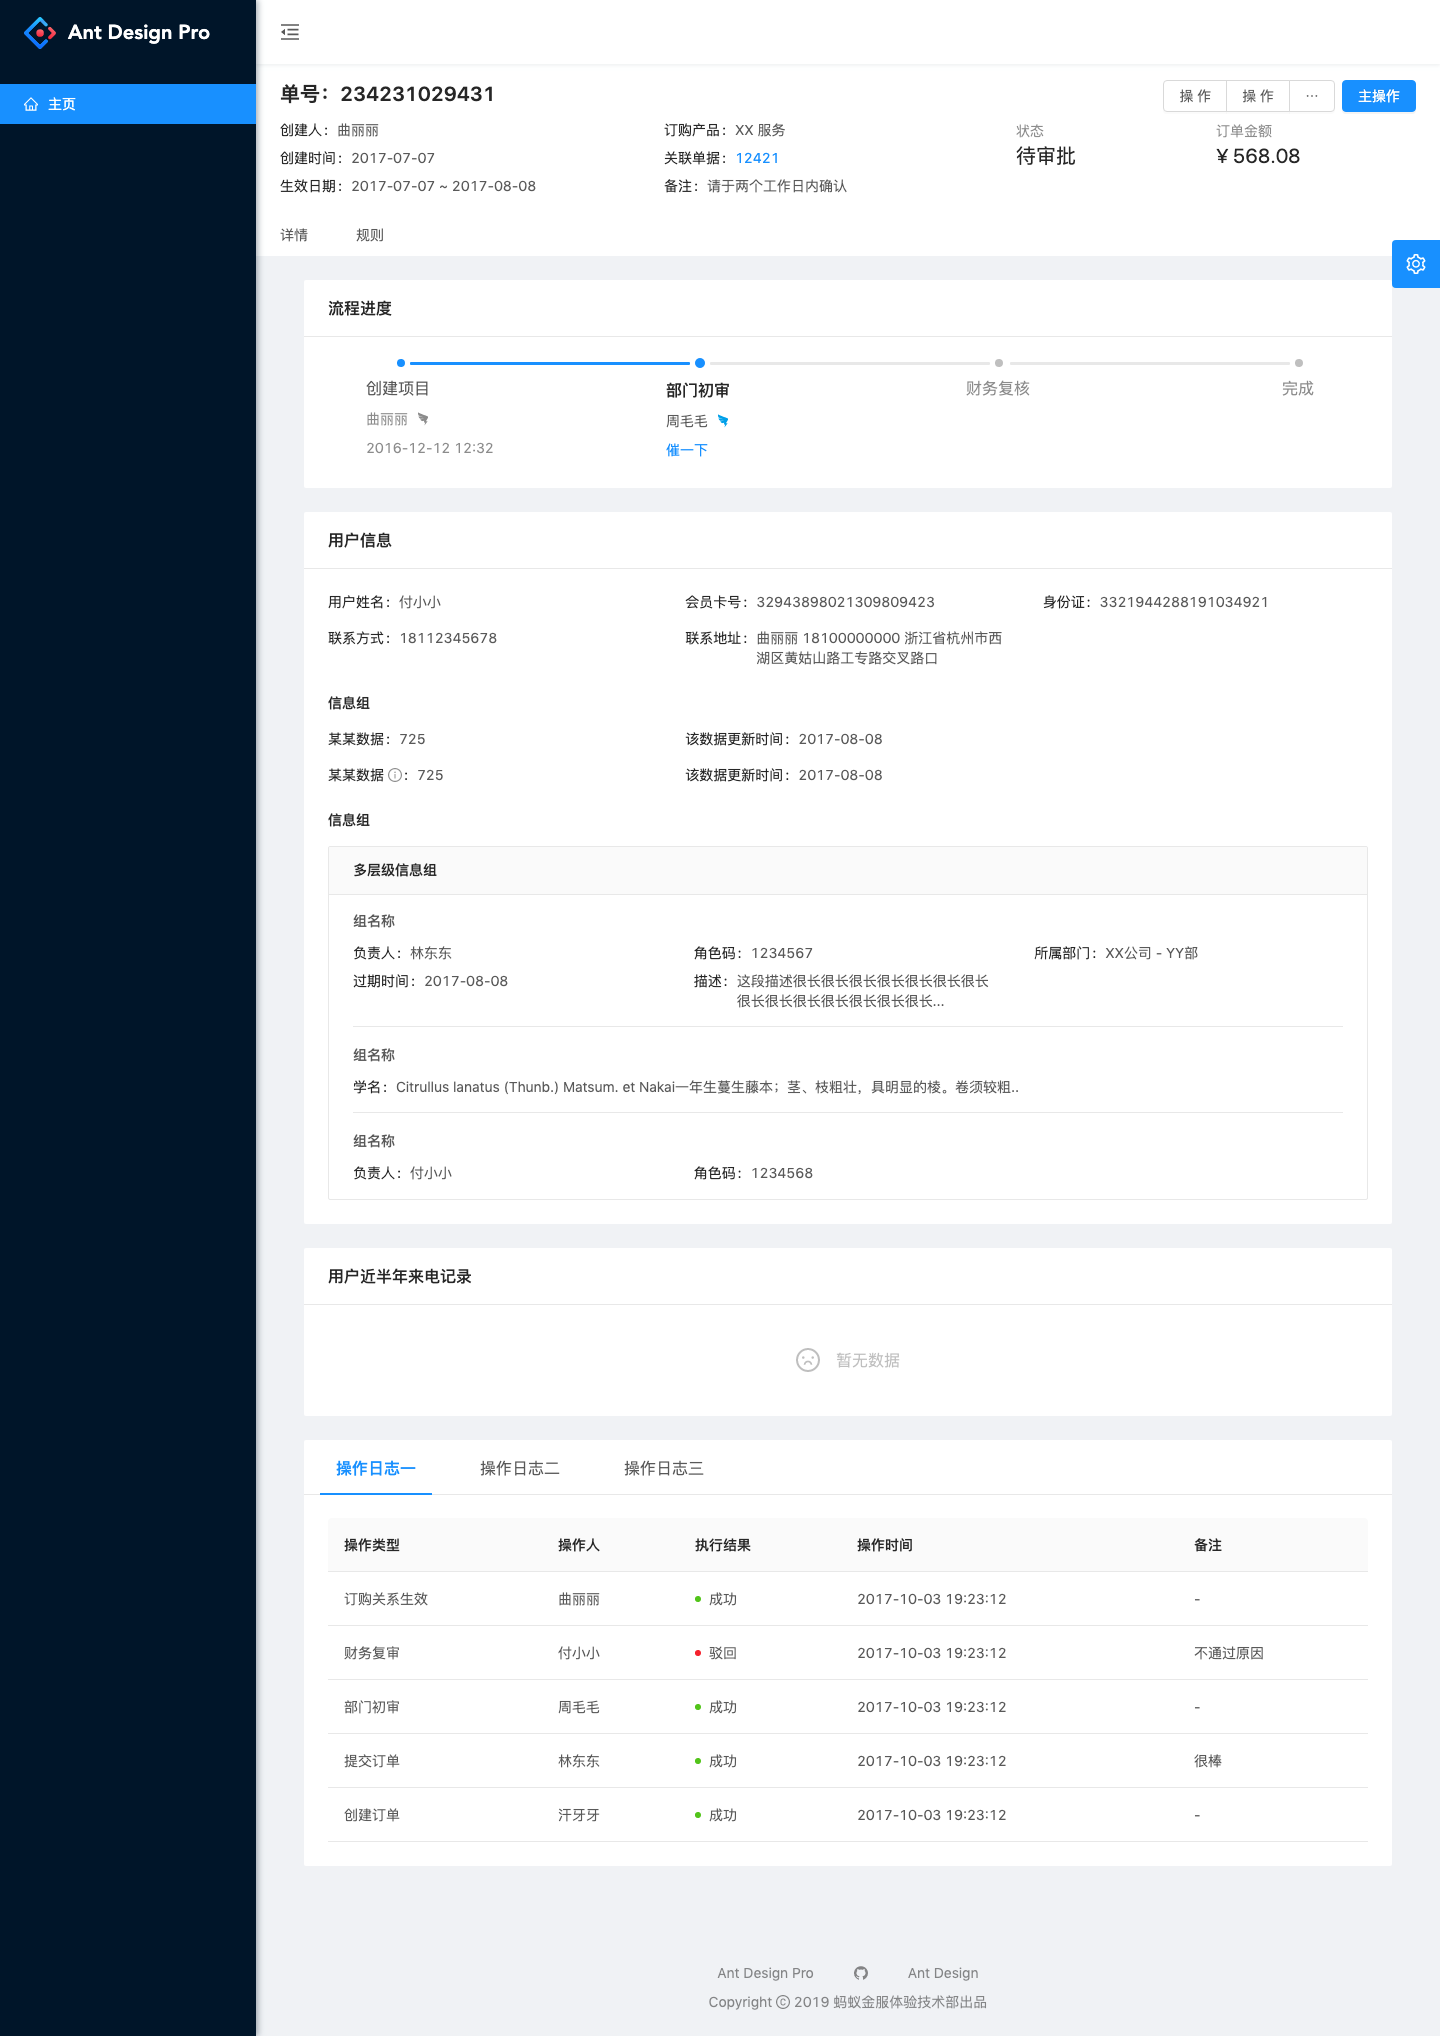 Ant Design Pro
主页
单号：234231029431
操 作
操 作
···
主操作
创建人：曲丽丽
订购产品：XX 服务
状态
订单金额
创建时间：2017-07-07
关联单据：12421
待审批
¥ 568.08
生效日期：2017-07-07 ~ 2017-08-08
备注：请于两个工作日内确认
详情
规则
流程进度
创建项目
部门初审
财务复核
完成
曲丽丽
周毛毛
2016-12-12 12:32
催一下
用户信息
用户姓名：付小小
会员卡号：32943898021309809423
身份证：3321944288191034921
联系方式：18112345678
联系地址：曲丽丽 18100000000 浙江省杭州市西
湖区黄姑山路工专路交叉路口
信息组
某某数据：725
该数据更新时间：2017-08-08
某某数据 ：725
该数据更新时间：2017-08-08
信息组
多层级信息组
组名称
负责人：林东东
角色码：1234567
所属部门：XX公司 - YY部
过期时间：2017-08-08
描述：这段描述很长很长很长很长很长很长很长
很长很长很长很长很长很长很长...
组名称
学名：Citrullus lanatus (Thunb.) Matsum. et Nakai一年生蔓生藤本；茎、枝粗壮，具明显的棱。卷须较粗..
组名称
负责人：付小小
角色码：1234568
用户近半年来电记录
暂无数据
操作日志一
操作日志二
操作日志三
操作类型 操作人 执行结果 操作时间 备注
订购关系生效 曲丽丽 成功 2017-10-03 19:23:12 -
财务复审 付小小 驳回 2017-10-03 19:23:12 不通过原因
部门初审 周毛毛 成功 2017-10-03 19:23:12 -
提交订单 林东东 成功 2017-10-03 19:23:12 很棒
创建订单 汗牙牙 成功 2017-10-03 19:23:12 -
Ant Design Pro
Ant Design
Copyright © 2019 蚂蚁金服体验技术部出品